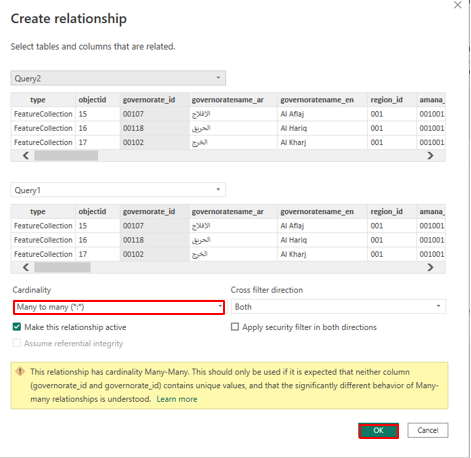 Create relationship
Select tables and columns that are related.
Query2
type objectid governorate_id governoratename_ar governoratename_en region_id amana_
FeatureCollection 15 00107 الافلاج Al Aflaj 001 001001
FeatureCollection 16 00118 الحريق Al Hariq 001 001001
FeatureCollection 17 00102 الخرج Al Kharj 001 001001
Query1
type objectid governorate_id governoratename_ar governoratename_en region_id amana_
FeatureCollection 15 00107 الافلاج Al Aflaj 001 001001
FeatureCollection 16 00118 الحريق Al Hariq 001 001001
FeatureCollection 17 00102 الخرج Al Kharj 001 001001
Cardinality Cross filter direction
Many to many (*:*) Both
Make this relationship active Apply security filter in both directions
Assume referential integrity
This relationship has cardinality Many-Many. This should only be used if it is expected that neither column
(governorate_id and governorate_id) contains unique values, and that the significantly different behavior of Many-
many relationships is understood. Learn more
OK Cancel